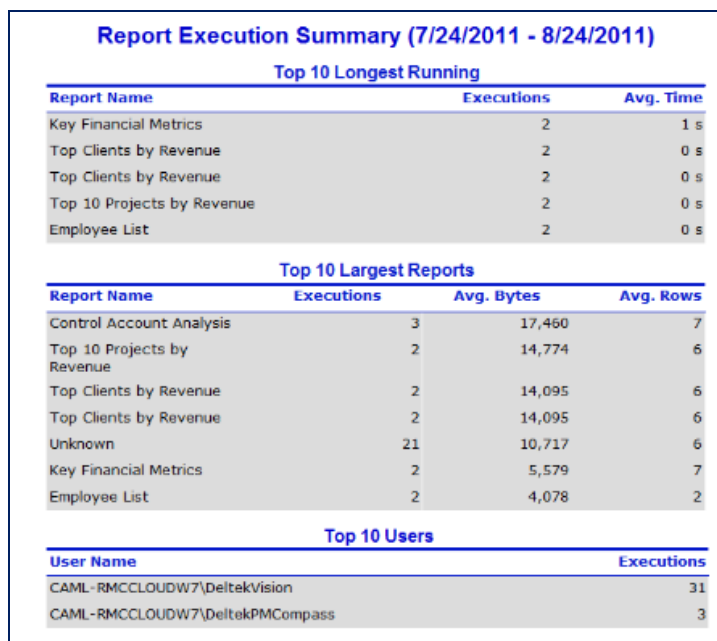 Report Execution Summary (7/24/2011 - 8/24/2011)
Top 10 Longest Running
Report Name Executions Avg. Time
Key Financial Metrics 2 1 s
Top Clients by Revenue 2 0 s
Top Clients by Revenue 2 0 s
Top 10 Projects by Revenue 2 0 s
Employee List 2 0 s
Top 10 Largest Reports
Report Name Executions Avg. Bytes Avg. Rows
Control Account Analysis 3 17,460 7
Top 10 Projects by 2 14,774 6
Revenue
Top Clients by Revenue 2 14,095 6
Top Clients by Revenue 2 14,095 6
Unknown 21 10,717 6
Key Financial Metrics 2 5,579 7
Employee List 2 4,078 2
Top 10 Users
User Name Executions
CAML-RMCCLOUDW7\DeltekVision 31
CAML-RMCCLOUDW7\DeltekPMCompass 3